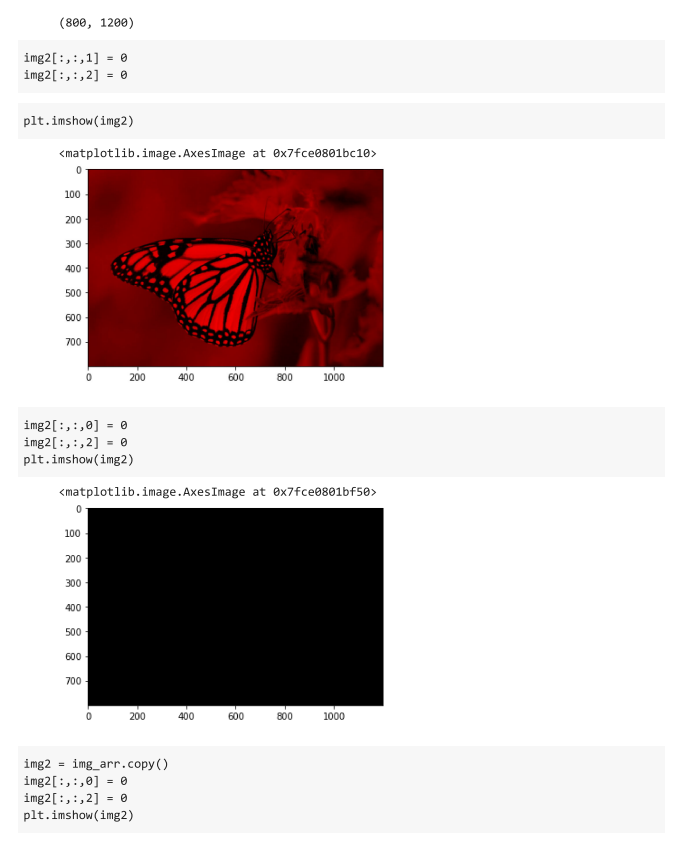 (800, 1200)
img2[:,:,1] = 0
img2[:,:,2] = 0
plt.imshow(img2)
<matplotlib.image.AxesImage at 0x7fce0801bc10>
0
100
200
300
400
500
600
700
0 200 400 600 800 1000
img2[:,:,0] = 0
img2[:,:,2] = 0
plt.imshow(img2)
<matplotlib.image.AxesImage at 0x7fce0801bf50>
0
100
200
300
400
500
600
700
0 200 400 600 800 1000
img2 = img_arr.copy()
img2[:,:,0] = 0
img2[:,:,2] = 0
plt.imshow(img2)